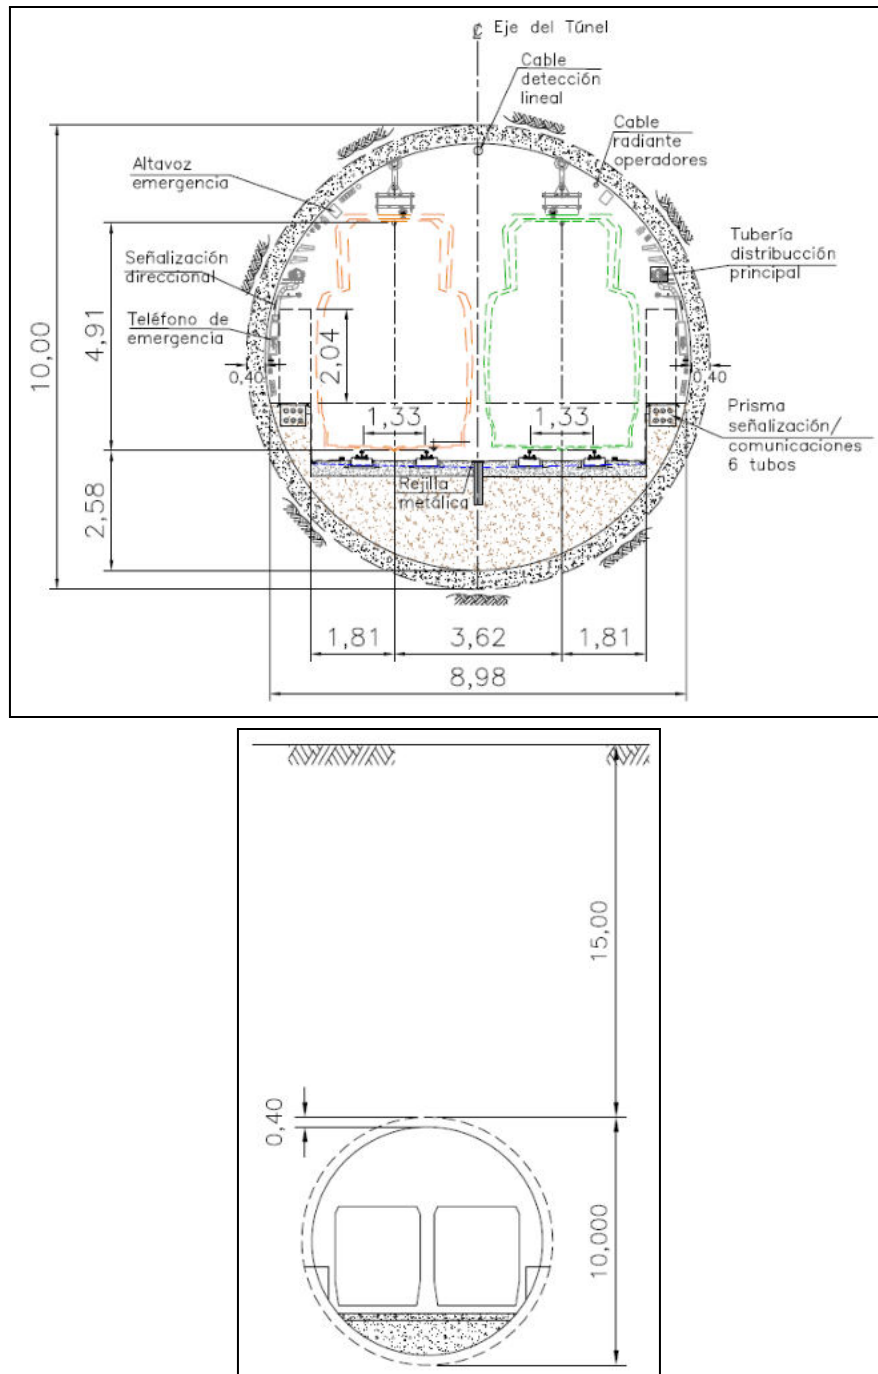 ℄ Eje del Túnel
Cable
detección
lineal
Cable
radiante
operadores
Altavoz
emergencia
Tubería
distribucción
principal
Señalización
direccional
Teléfono de
emergencia
10,00
4,91
2,04
0,40
0,40
1,33
1,33
Prisma
señalización/
comunicaciones
6 tubos
Rejilla
metálica
2,58
1,81
3,62
1,81
8,98
15,00
0,40
10,000